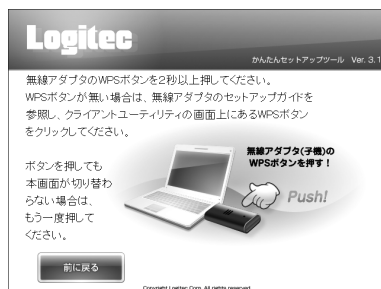 Logitec
かんたんセットアップツール Ver. 3.1
無線アダプタのWPSボタンを2秒以上押してください。
WPSボタンが無い場合は、無線アダプタのセットアップガイドを
参照し、クライアントユーティリティの画面上にあるWPSボタン
をクリックしてください。
ボタンを押しても
本画面が切り替わ
らない場合は、
もう一度押して
ください。
無線アダプタ(子機)の
WPSボタンを押す！
Push!
前に戻る
Copyright Logitec Corp. All rights reserved.